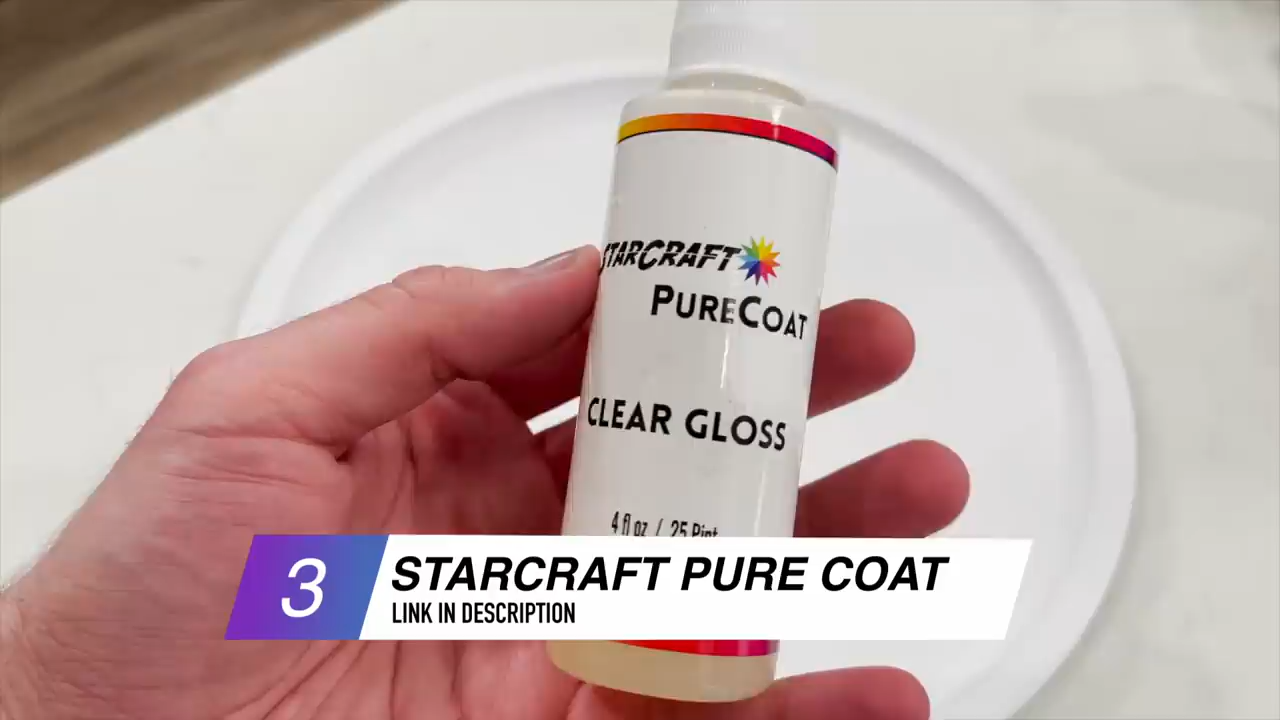 STARCRAFT
PURECOAT
CLEAR GLOSS
4 fl oz / .25 Pint
3
STARCRAFT PURE COAT
LINK IN DESCRIPTION